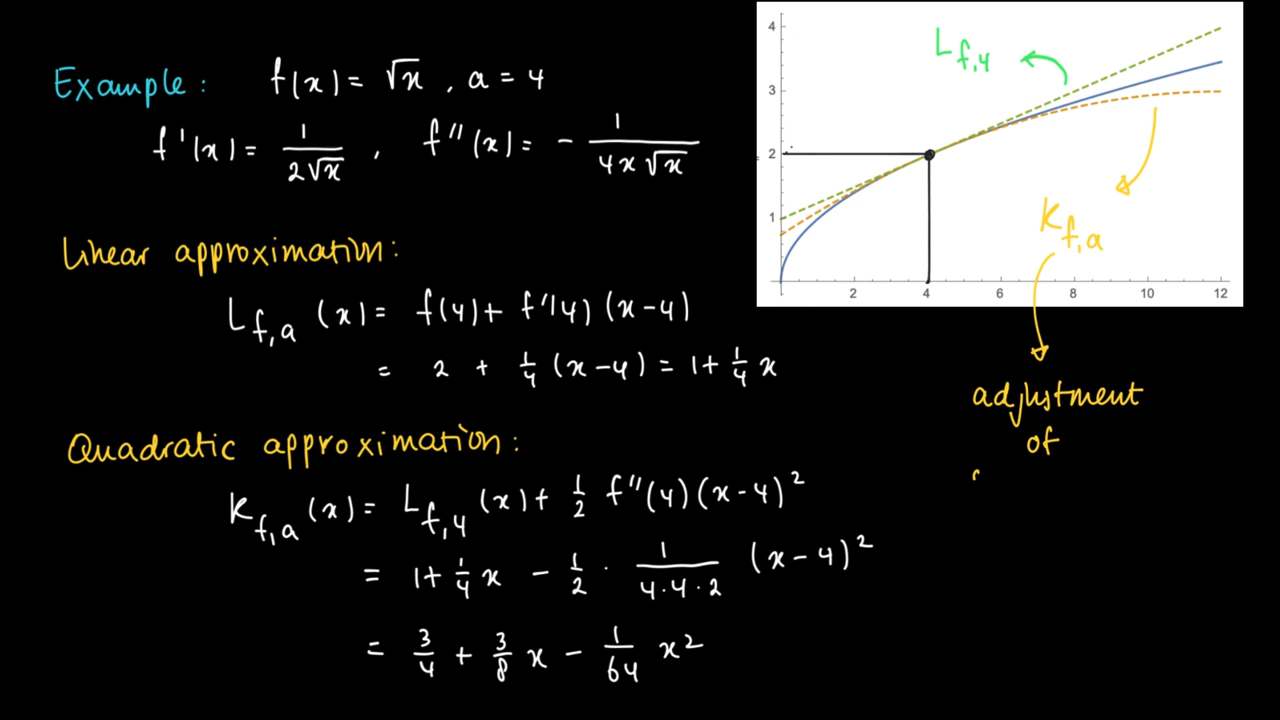 Example: f(x) = √x , a = 4
f'(x) = 1/(2√x) , f''(x) = - 1/(4x√x)
Linear approximation:
L_{f,a} (x) = f(4) + f'(4) (x-4)
= 2 + 1/4 (x-4) = 1 + 1/4 x
Quadratic approximation:
K_{f,a} (x) = L_{f,4} (x) + 1/2 f''(4) (x-4)²
= 1 + 1/4 x - 1/2 · 1/(4·4·2) (x-4)²
= 3/4 + 3/8 x - 1/64 x²
4
3
2
1
2 4 6 8 10 12
L_{f,4}
K_{f,a}
adjustment
of